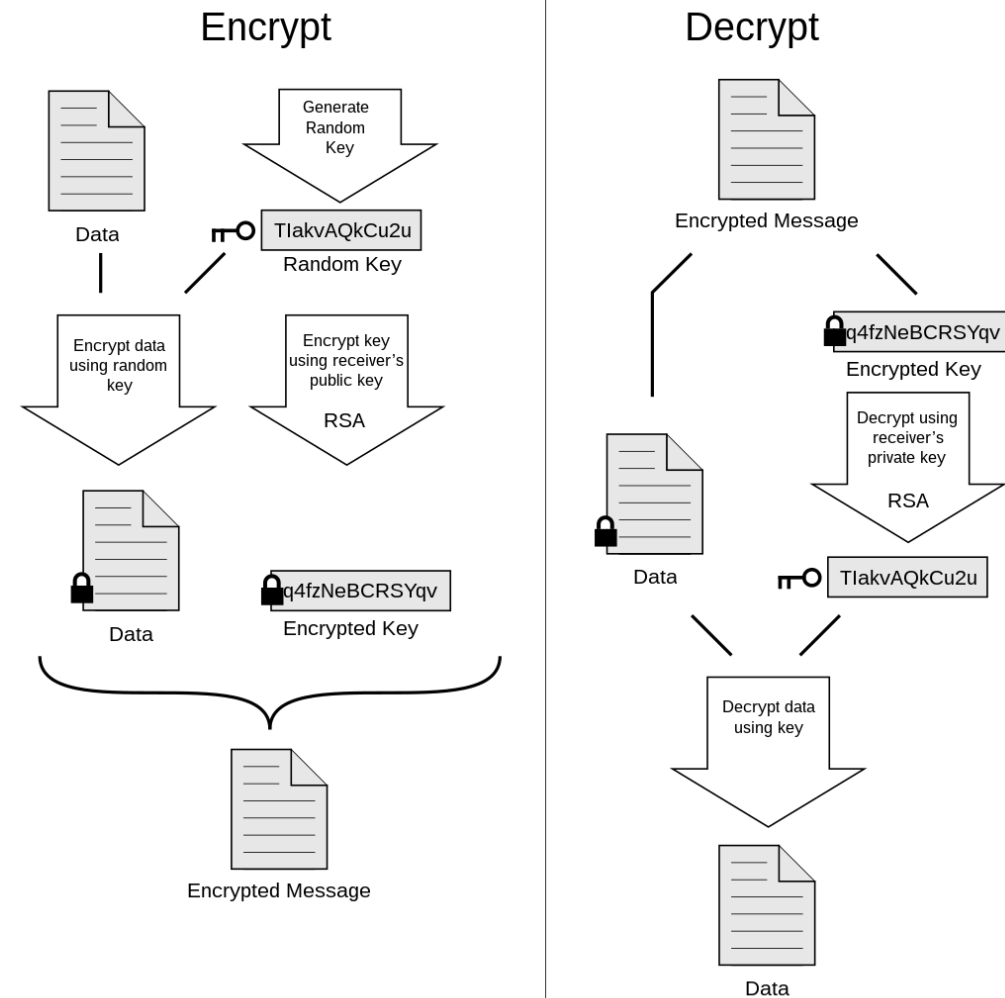 Encrypt
Data
Generate
Random
Key
TIakvAQkCu2u
Random Key
Encrypt data
using random
key
Encrypt key
using receiver's
public key
RSA
Data
q4fzNeBCRSYqv
Encrypted Key
Encrypted Message
Decrypt
Encrypted Message
q4fzNeBCRSYqv
Encrypted Key
Decrypt using
receiver's
private key
RSA
Data
TIakvAQkCu2u
Decrypt data
using key
Data